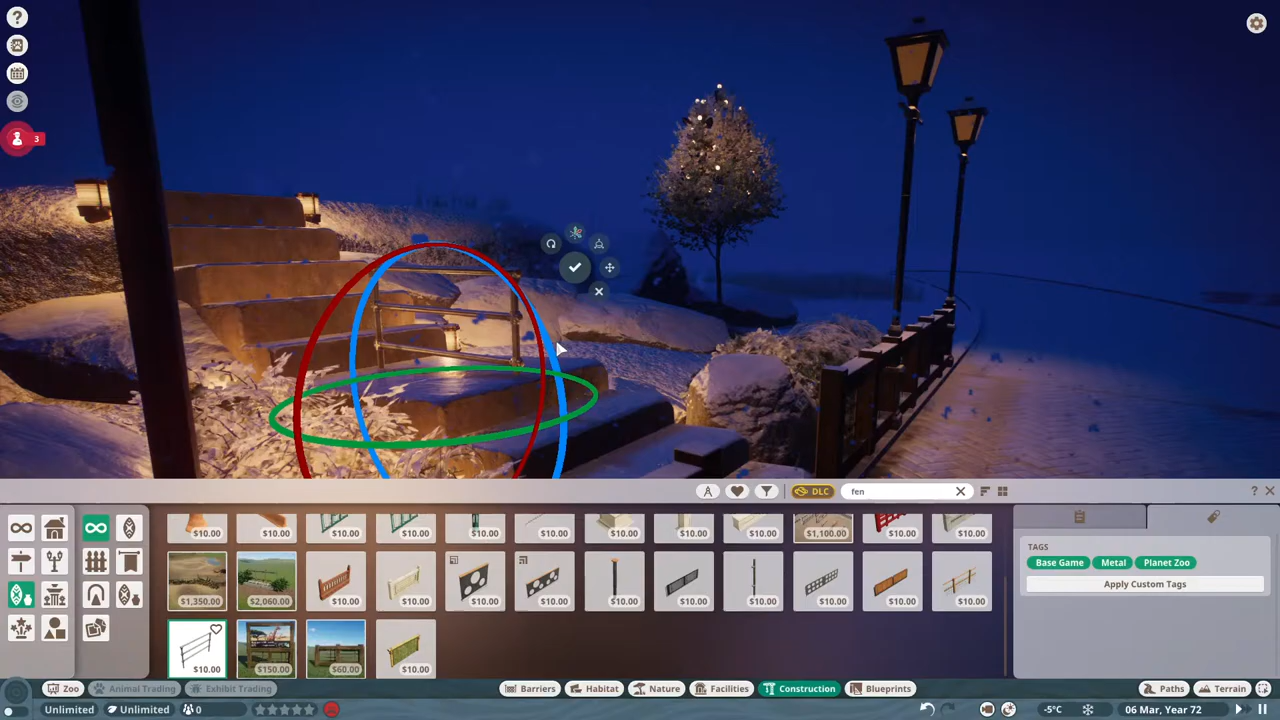 ?
3
DLC
fen
?
$10.00 $10.00 $10.00 $10.00 $10.00 $10.00 $10.00 $10.00 $10.00 $1,100.00 $10.00 $10.00
$1,350.00 $2,060.00 $10.00 $10.00 $10.00 $10.00 $10.00 $10.00 $10.00 $10.00 $10.00 $10.00
$10.00 $150.00 $60.00 $10.00
TAGS
Base Game Metal Planet Zoo
Apply Custom Tags
Zoo Animal Trading Exhibit Trading Barriers Habitat Nature Facilities Construction Blueprints Paths Terrain
Unlimited Unlimited 0 -5°C 06 Mar, Year 72